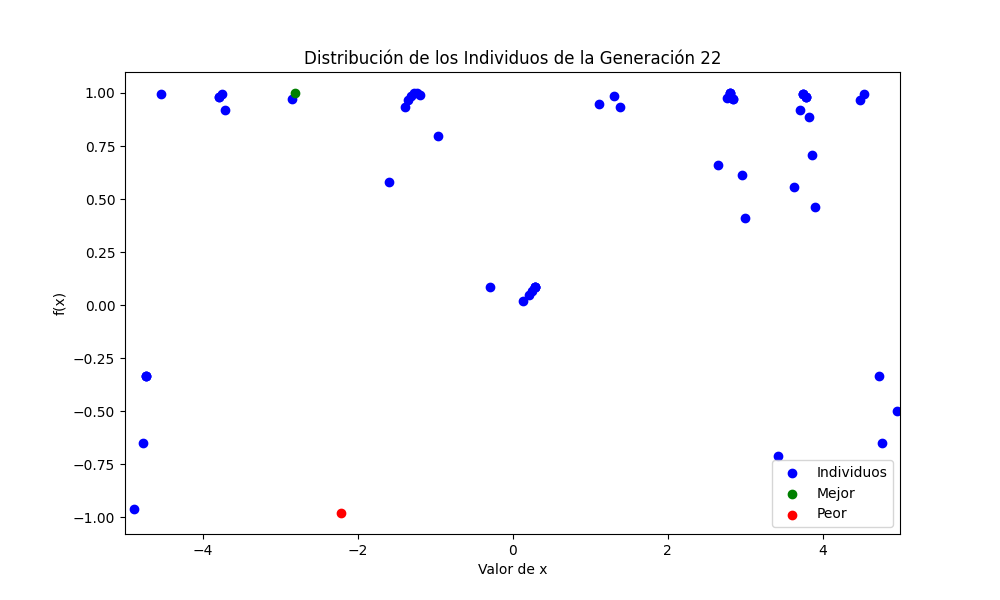 Distribución de los Individuos de la Generación 22
f(x)
1.00
0.75
0.50
0.25
0.00
−0.25
−0.50
−0.75
−1.00
Individuos
Mejor
Peor
−4
−2
0
2
4
Valor de x